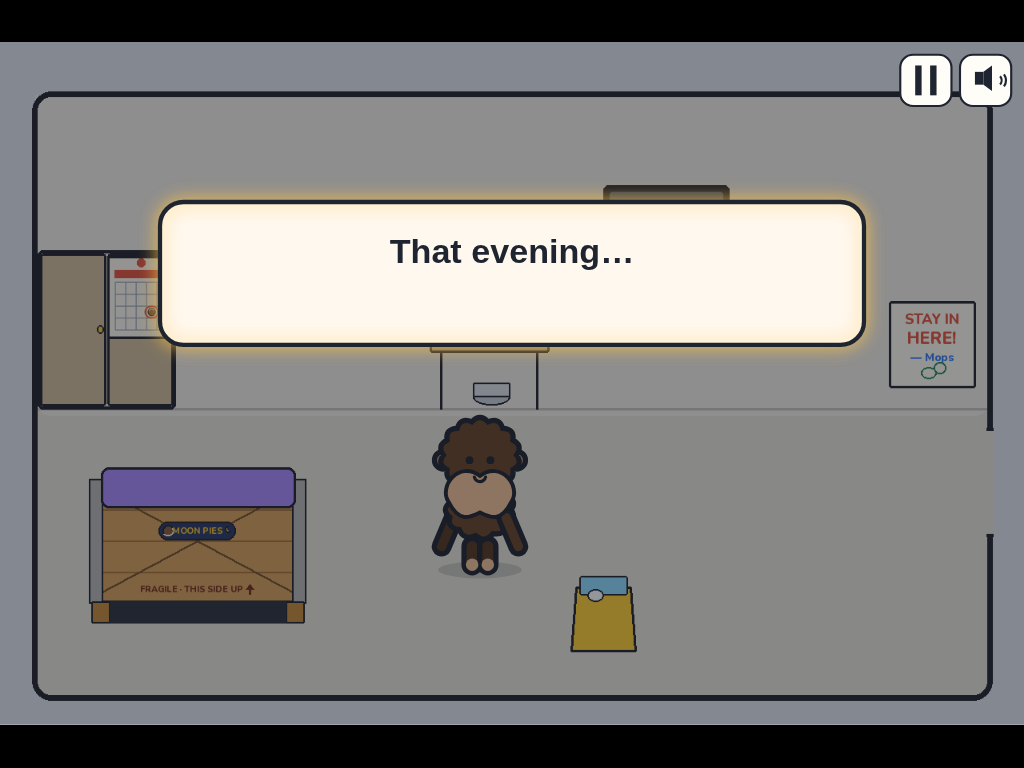 That evening...
STAY IN
HERE!
— Mops
MOON PIES
FRAGILE · THIS SIDE UP